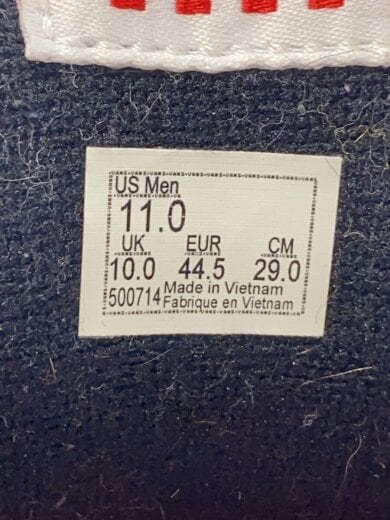 US Men
11.0
UK EUR CM
10.0 44.5 29.0
500714 Made in Vietnam
Fabrique en Vietnam